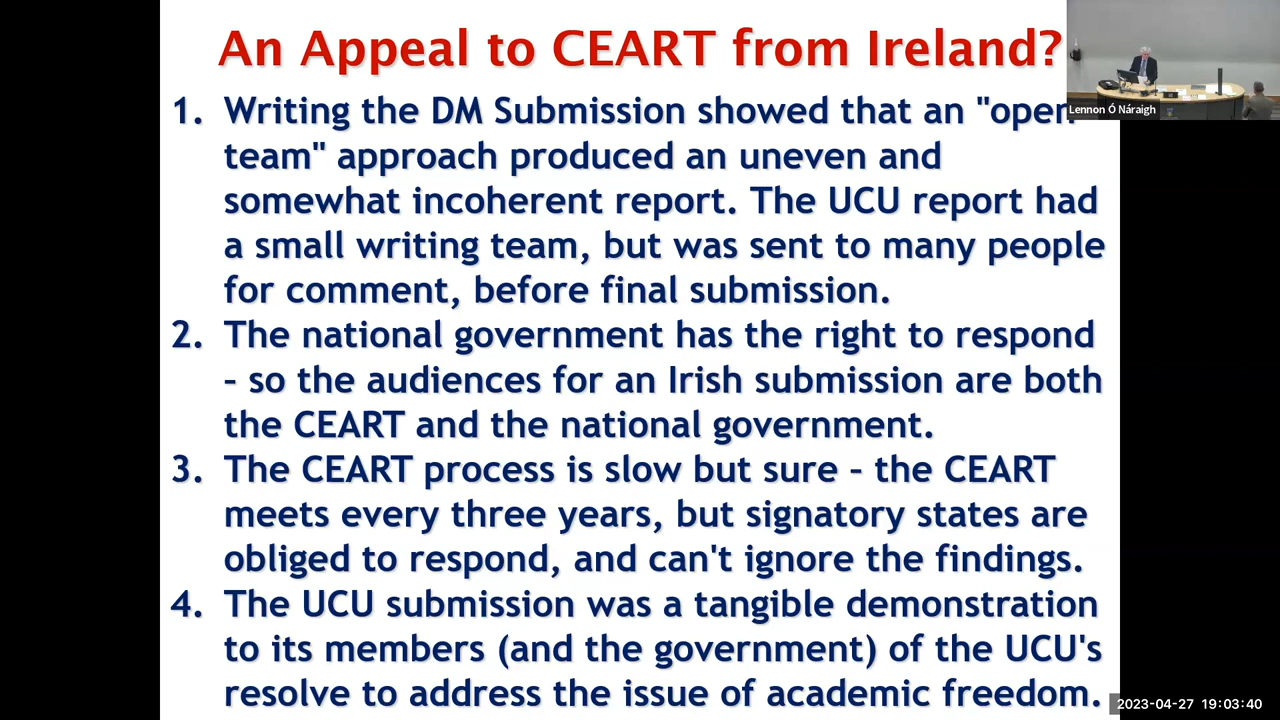 An Appeal to CEART from Ireland?
1. Writing the DM Submission showed that an "open
team" approach produced an uneven and
somewhat incoherent report. The UCU report had
a small writing team, but was sent to many people
for comment, before final submission.
2. The national government has the right to respond
– so the audiences for an Irish submission are both
the CEART and the national government.
3. The CEART process is slow but sure – the CEART
meets every three years, but signatory states are
obliged to respond, and can't ignore the findings.
4. The UCU submission was a tangible demonstration
to its members (and the government) of the UCU's
resolve to address the issue of academic freedom.
Lennon Ó Náraigh
2023-04-27 19:03:40